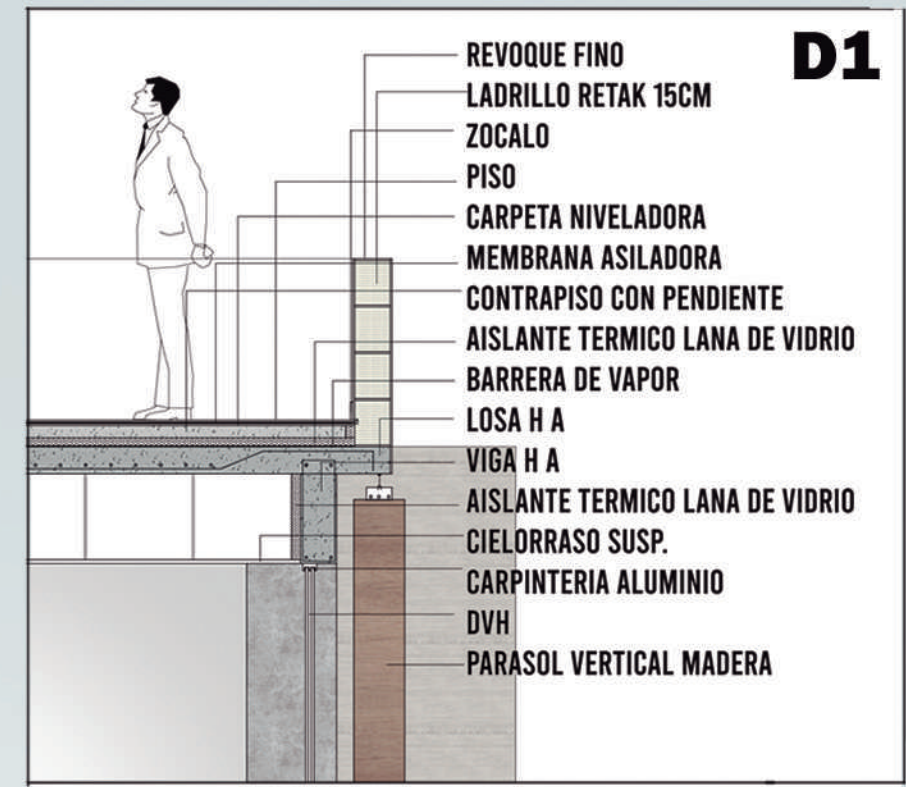 D1
REVOQUE FINO
LADRILLO RETAK 15CM
ZOCALO
PISO
CARPETA NIVELADORA
MEMBRANA ASILADORA
CONTRAPISO CON PENDIENTE
AISLANTE TERMICO LANA DE VIDRIO
BARRERA DE VAPOR
LOSA H A
VIGA H A
AISLANTE TERMICO LANA DE VIDRIO
CIELORRASO SUSP.
CARPINTERIA ALUMINIO
DVH
PARASOL VERTICAL MADERA